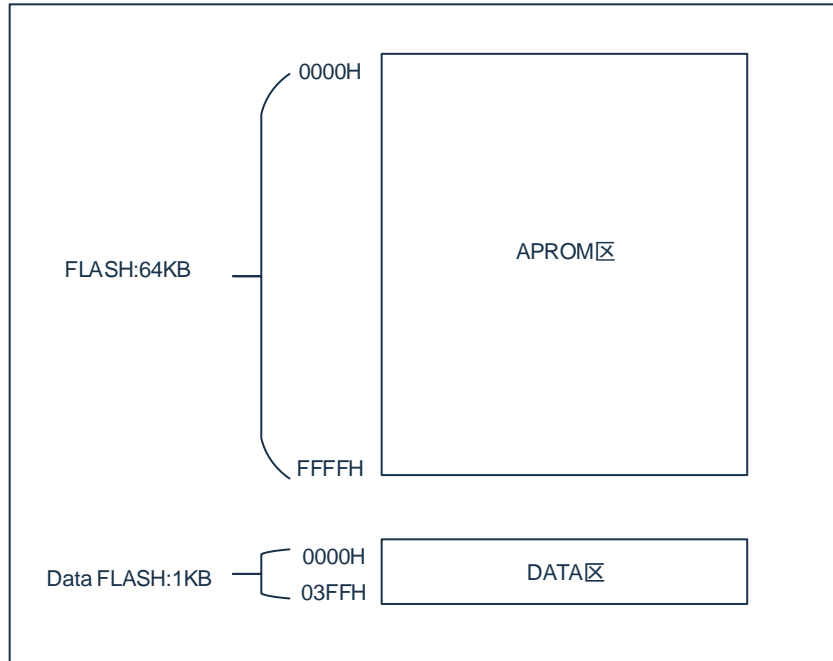 0000H
FLASH:64KB
APROM区
FFFFH
0000H
Data FLASH:1KB
DATA区
03FFH